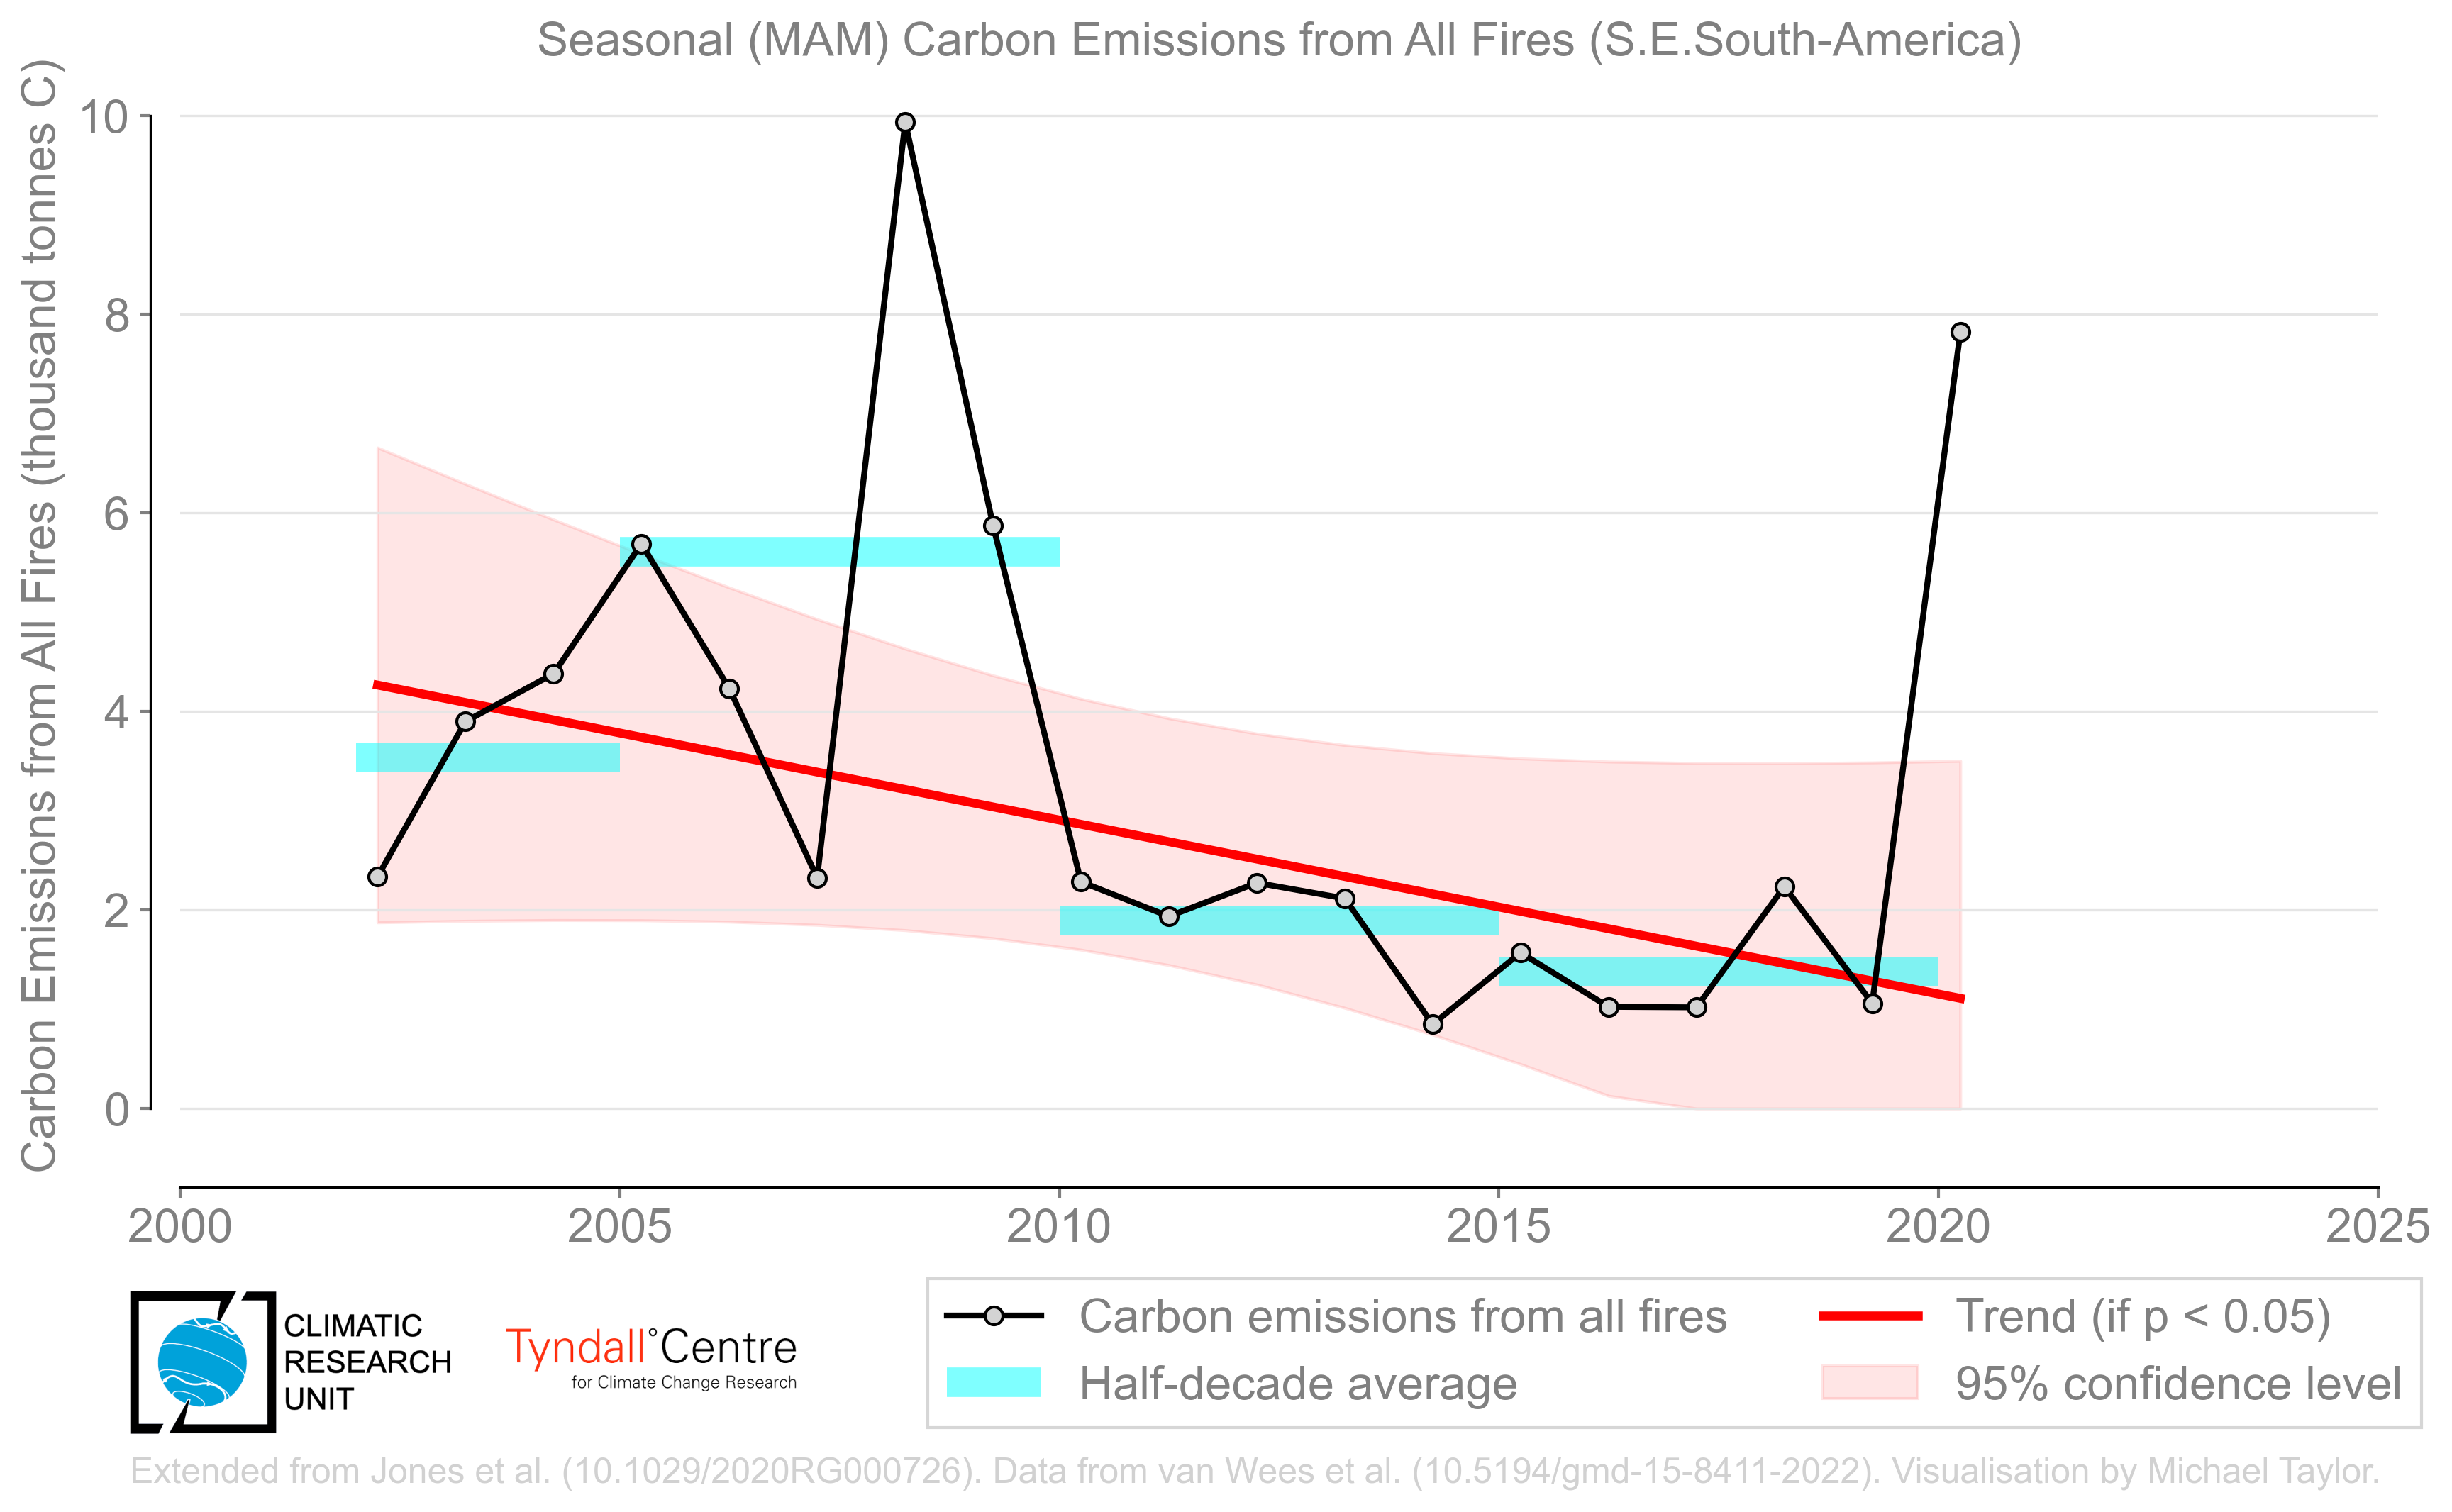 Seasonal (MAM) Carbon Emissions from All Fires (S.E.South-America)
Carbon Emissions from All Fires (thousand tonnes C)
10
8
6
4
2
0
2000 2005 2010 2015 2020 2025
CLIMATIC
RESEARCH
UNIT
Tyndall°Centre
for Climate Change Research
Carbon emissions from all fires
Half-decade average
Trend (if p < 0.05)
95% confidence level
Extended from Jones et al. (10.1029/2020RG000726). Data from van Wees et al. (10.5194/gmd-15-8411-2022). Visualisation by Michael Taylor.